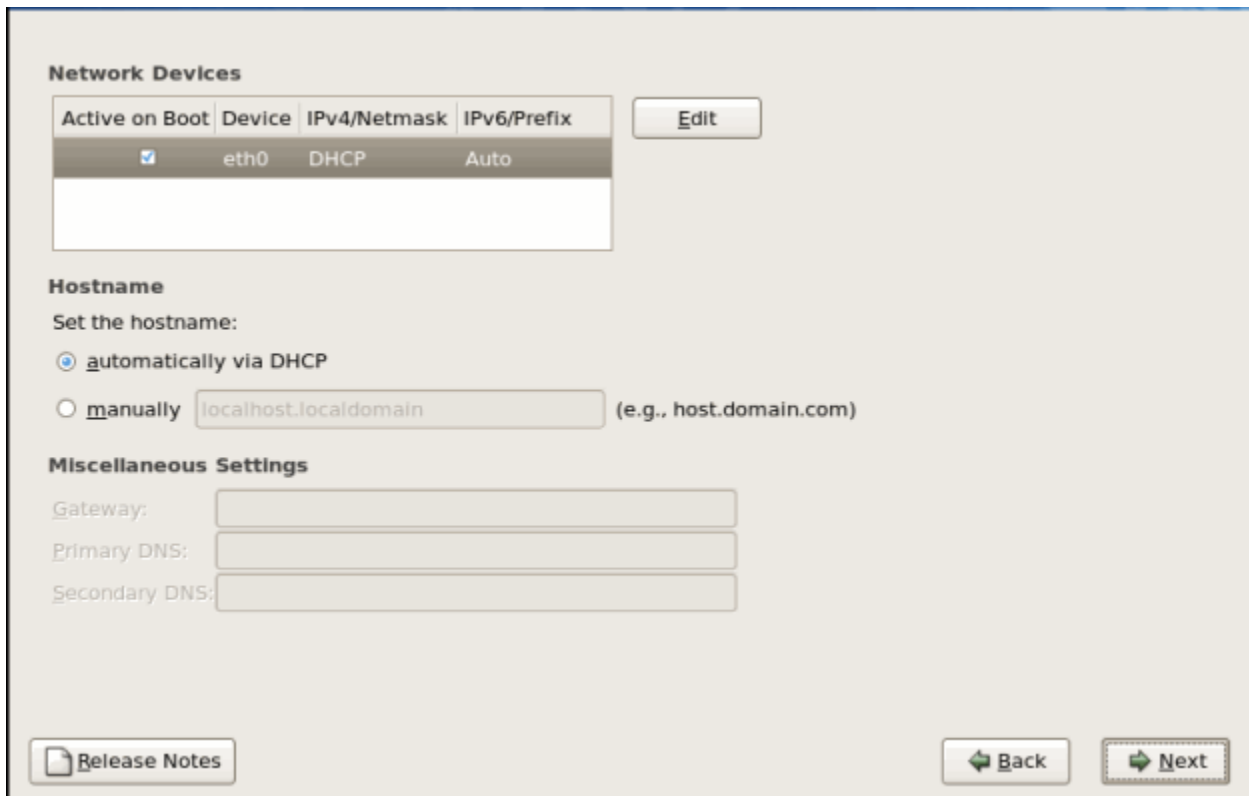 Network Devices
Active on Boot Device IPv4/Netmask IPv6/Prefix
Edit
eth0 DHCP Auto
Hostname
Set the hostname:
automatically via DHCP
manually localhost.localdomain (e.g., host.domain.com)
Miscellaneous Settings
Gateway:
Primary DNS:
Secondary DNS:
Release Notes
Back
Next